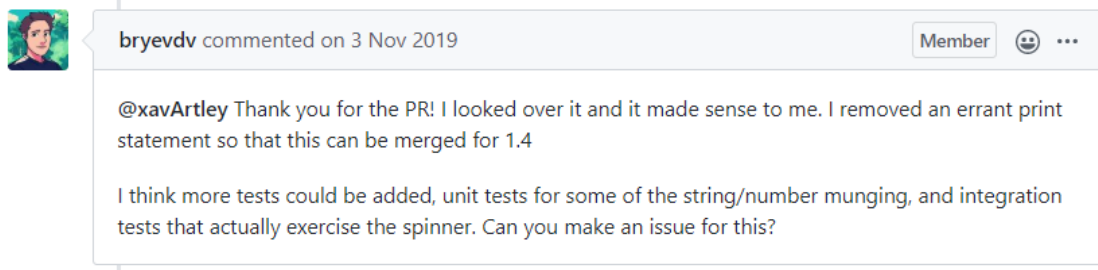 bryevdv commented on 3 Nov 2019
Member
@xavArtley Thank you for the PR! I looked over it and it made sense to me. I removed an errant print
statement so that this can be merged for 1.4
I think more tests could be added, unit tests for some of the string/number munging, and integration
tests that actually exercise the spinner. Can you make an issue for this?